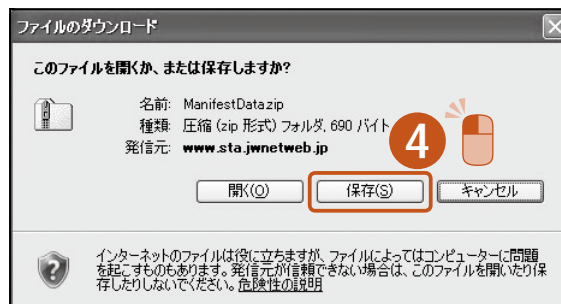 ファイルのダウンロード
このファイルを開くか、または保存しますか?
名前: ManifestData.zip
種類: 圧縮 (zip 形式) フォルダ, 690 バイト
発信元: www.sta.jwnetweb.jp
4
開く(O) 保存(S) キャンセル
インターネットのファイルは役に立ちますが、ファイルによってはコンピューターに問題
を起こすものもあります。発信元が信頼できない場合は、このファイルを開いたり保
存したりしないでください。危険性の説明